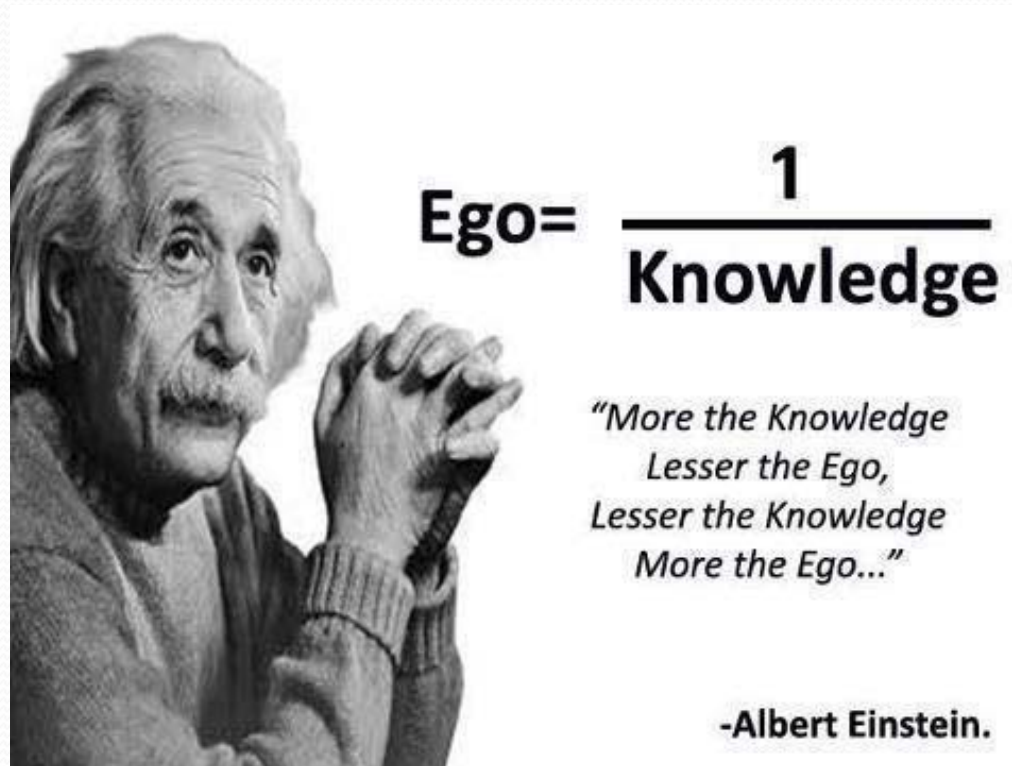 1
Ego=
Knowledge
“More the Knowledge
Lesser the Ego,
Lesser the Knowledge
More the Ego...”
-Albert Einstein.